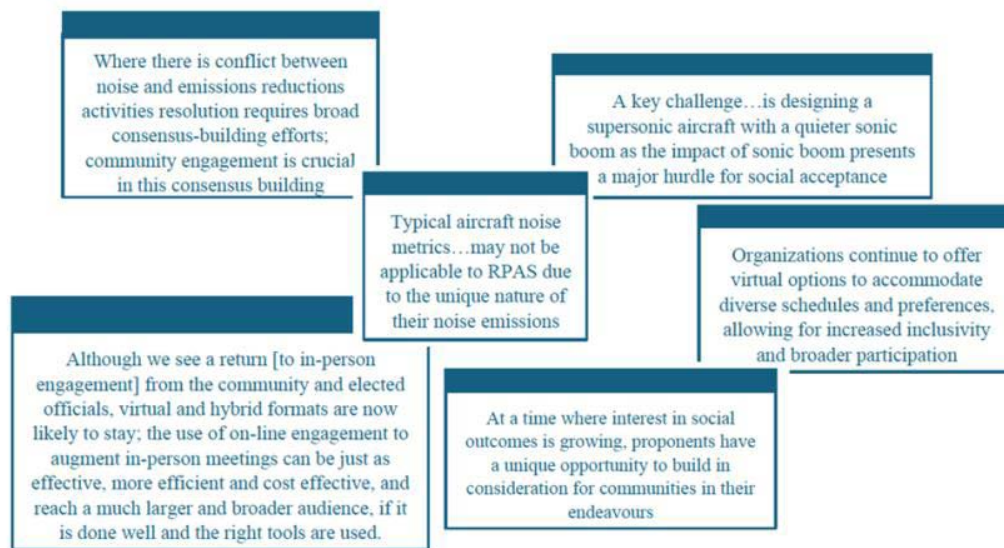 Where there is conflict between
noise and emissions reductions
activities resolution requires broad
consensus-building efforts;
community engagement is crucial
in this consensus building
A key challenge…is designing a
supersonic aircraft with a quieter sonic
boom as the impact of sonic boom presents
a major hurdle for social acceptance
Typical aircraft noise
metrics…may not be
applicable to RPAS due
to the unique nature of
their noise emissions
Organizations continue to offer
virtual options to accommodate
diverse schedules and preferences,
allowing for increased inclusivity
and broader participation
Although we see a return [to in-person
engagement] from the community and elected
officials, virtual and hybrid formats are now
likely to stay; the use of on-line engagement to
augment in-person meetings can be just as
effective, more efficient and cost effective, and
reach a much larger and broader audience, if it
is done well and the right tools are used.
At a time where interest in social
outcomes is growing, proponents have
a unique opportunity to build in
consideration for communities in their
endeavours